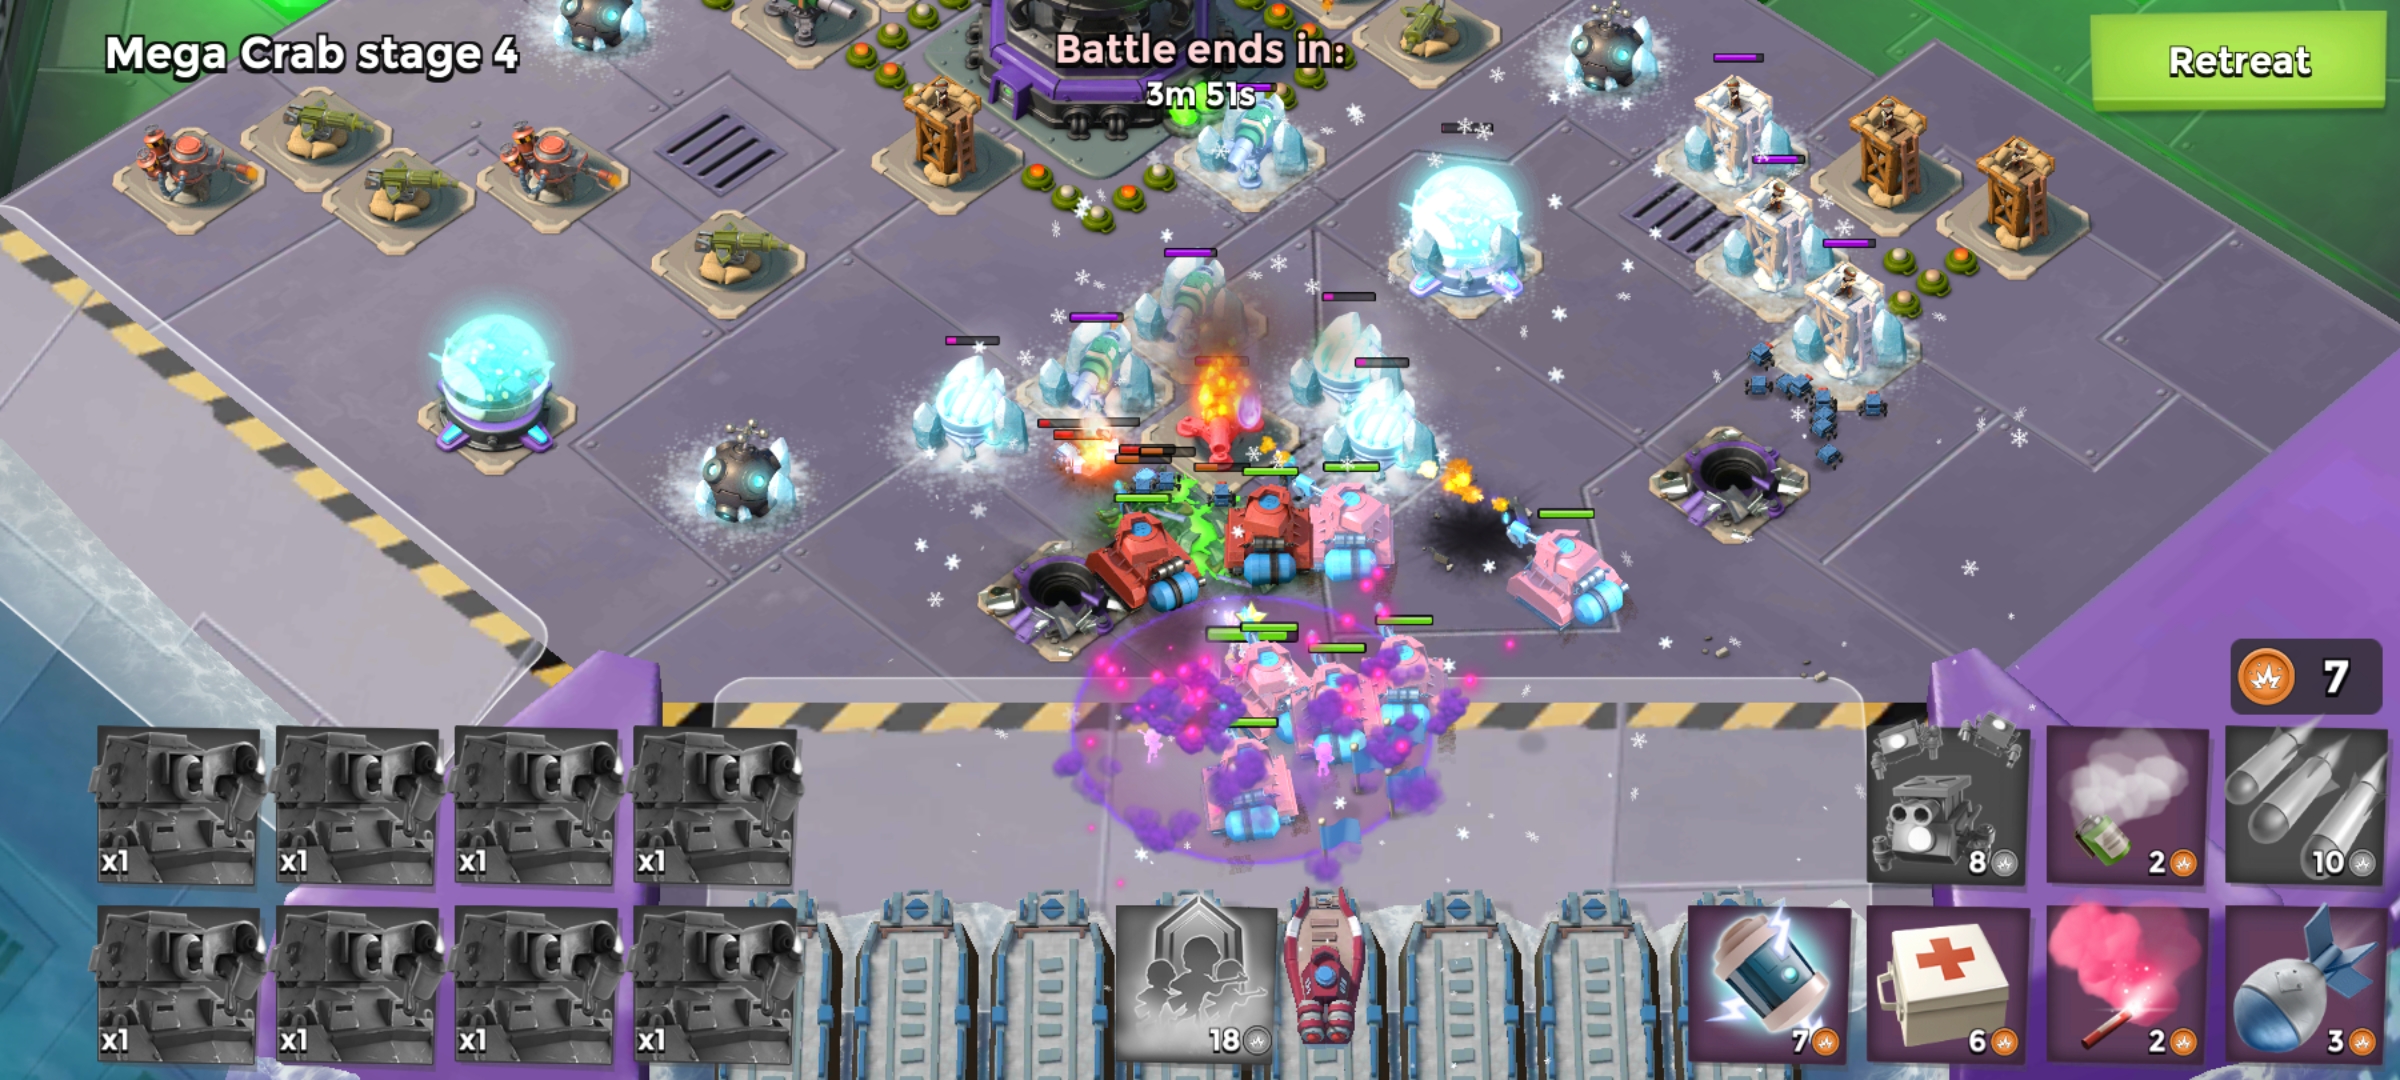 Mega Crab stage 4
Battle ends in:
3m 51s
Retreat
7
x1
x1
x1
x1
8
2
10
x1
x1
x1
x1
18
7
6
2
3